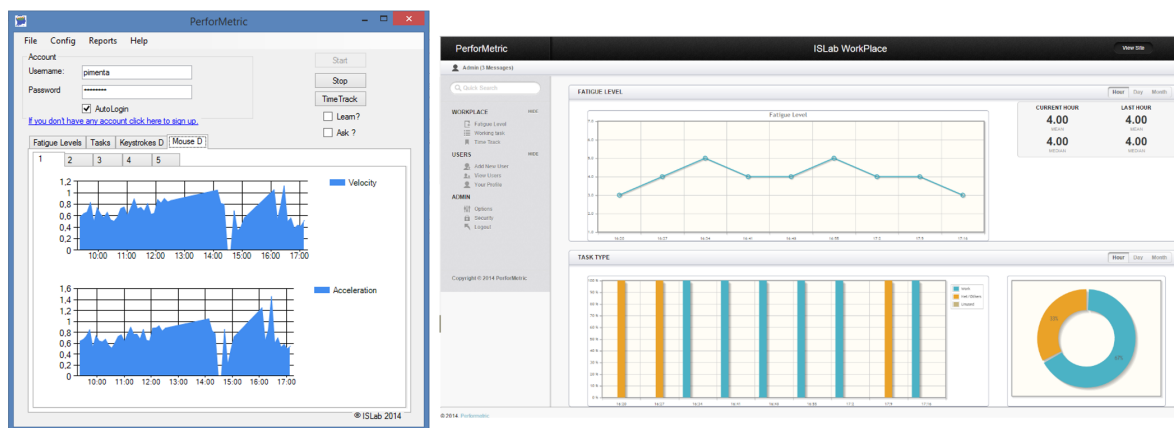 PerforMetric
File Config Reports Help
Account
Username: pimenta
Password ********
AutoLogin
If you don't have any account click here to sign up.
Start
Stop
TimeTrack
Learn?
Ask ?
Fatigue Levels Tasks Keystrokes D Mouse D
1 2 3 4 5
1,2
1
0,8
0,6
0,4
0,2
0
10:00 11:00 12:00 13:00 14:00 15:00 16:00 17:00
Velocity
1,6
1,4
1,2
1
0,8
0,6
0,4
0,2
0
10:00 11:00 12:00 13:00 14:00 15:00 16:00 17:00
Acceleration
® ISLab 2014
PerforMetric ISLab WorkPlace View Site
Admin (3 Messages)
Quick Search
WORKPLACE HIDE
Fatigue Level
Working task
Time Track
USERS HIDE
Add New User
View Users
Your Profile
ADMIN
Options
Security
Logout
Copyright © 2014 PerforMetric
FATIGUE LEVEL Hour Day Month
Fatigue Level
CURRENT HOUR LAST HOUR
4.00 4.00
MEAN MEAN
4.00 4.00
MEDIAN MEDIAN
TASK TYPE Hour Day Month
Work
Unused
© 2014 PerforMetric